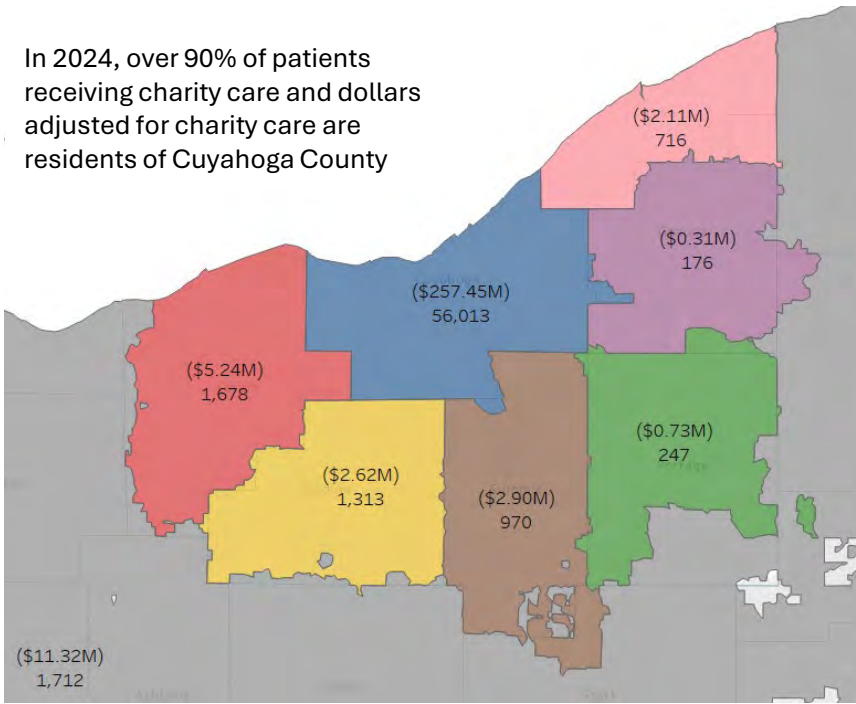 In 2024, over 90% of patients
receiving charity care and dollars
adjusted for charity care are
residents of Cuyahoga County
($2.11M)
716
($0.31M)
176
($257.45M)
56,013
($5.24M)
1,678
($0.73M)
247
($2.62M)
1,313
($2.90M)
970
($11.32M)
1,712
Ashland
Stark